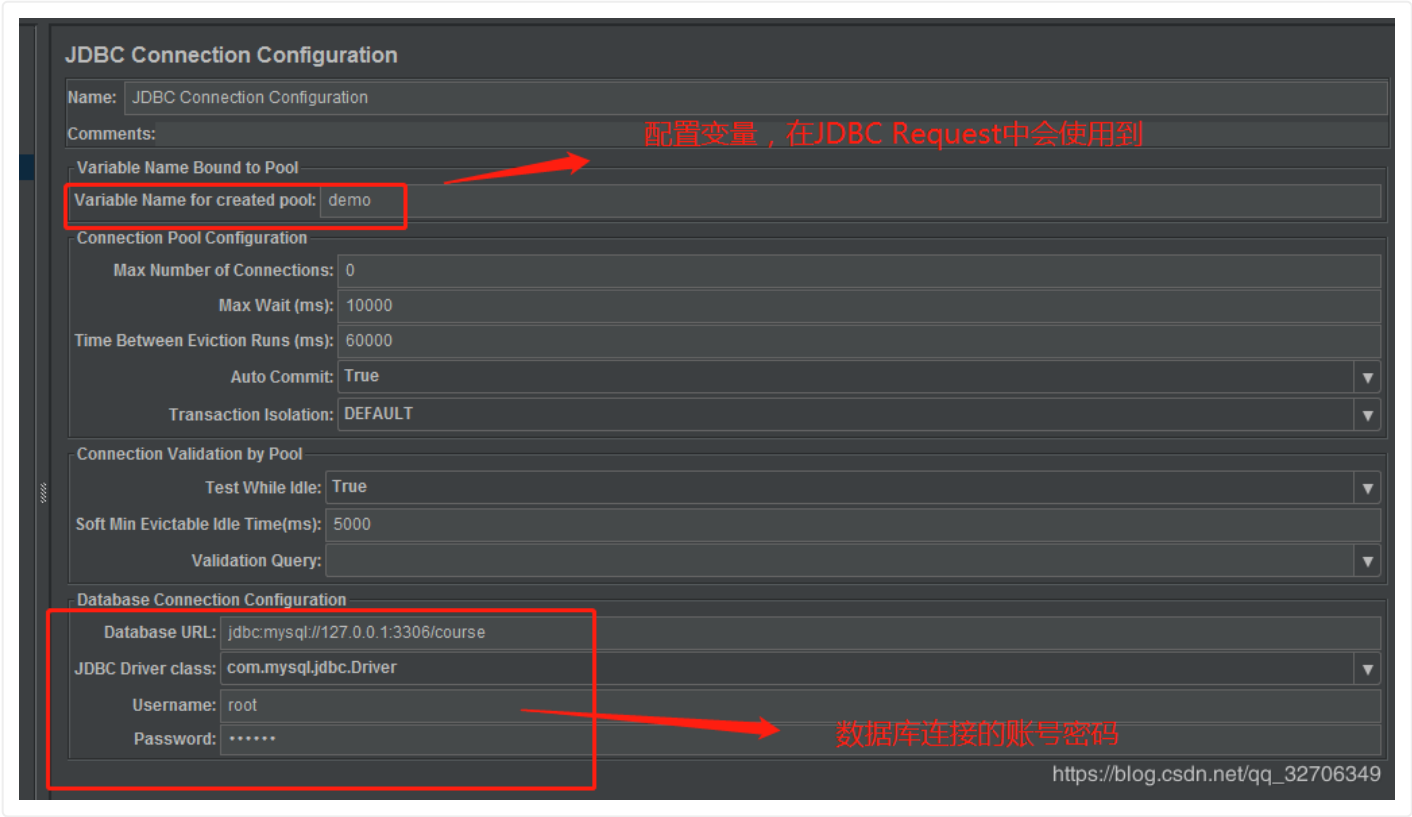 JDBC Connection Configuration
Name: JDBC Connection Configuration
Comments:
配置变量，在JDBC Request中会使用到
Variable Name Bound to Pool
Variable Name for created pool: demo
Connection Pool Configuration
Max Number of Connections: 0
Max Wait (ms): 10000
Time Between Eviction Runs (ms): 60000
Auto Commit: True
Transaction Isolation: DEFAULT
Connection Validation by Pool
Test While Idle: True
Soft Min Evictable Idle Time(ms): 5000
Validation Query:
Database Connection Configuration
Database URL: jdbc:mysql://127.0.0.1:3306/course
JDBC Driver class: com.mysql.jdbc.Driver
Username: root
Password: ••••••
数据库连接的账号密码
https://blog.csdn.net/qq_32706349